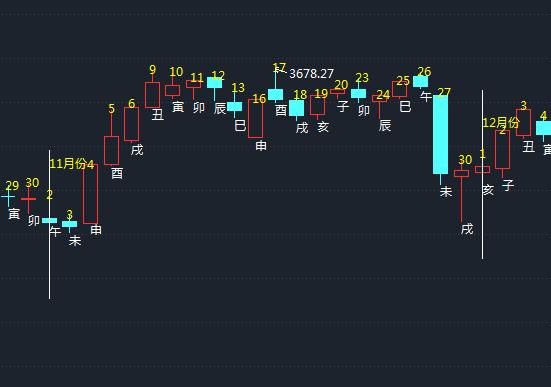 29 寅
30 卯
2 午
11月份
3 未
4 申
5 酉
6 戌
9 丑
10 寅
11 卯
12 辰
13 巳
16 申
17 酉
3678.27
18 戌
19 亥
20 子
23 卯
24 辰
25 巳
26 午
27 未
30 戌
1 亥
12月份
2 子
3 丑
4 寅